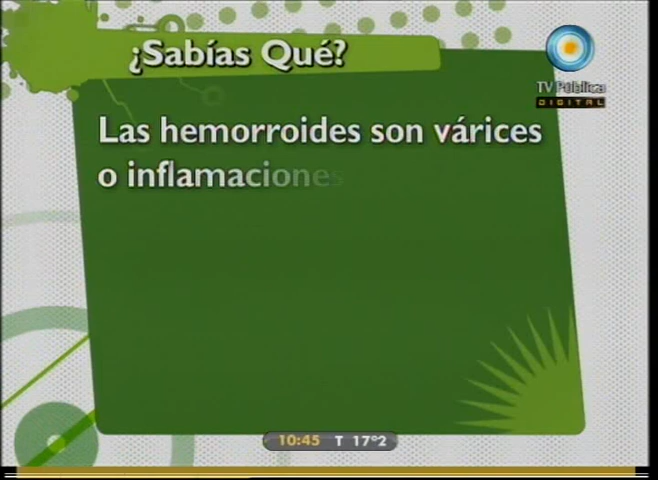 ¿Sabías Qué?
TV Pública
DIGITAL
Las hemorroides son várices
o inflamaciones
10:45 T 17°2